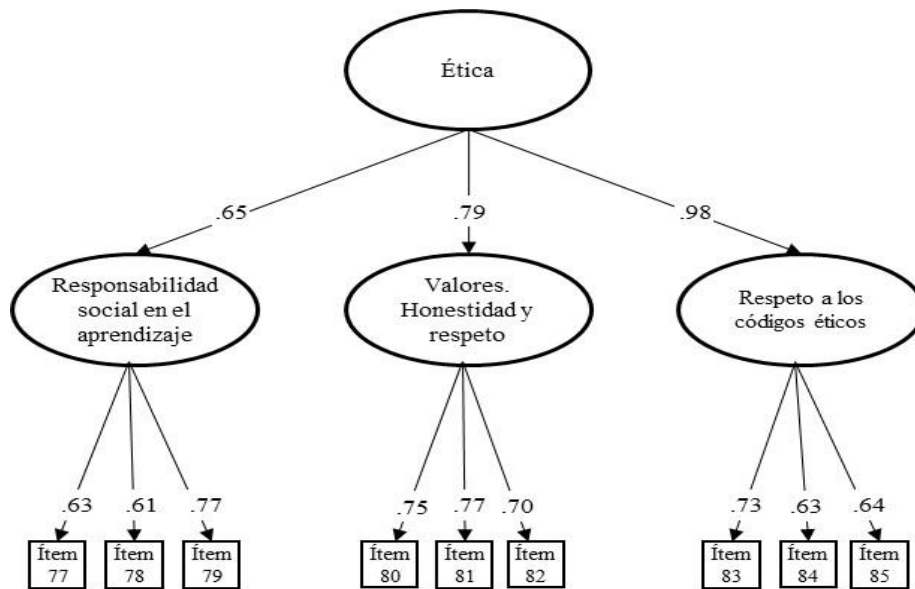 Ética
.65
.79
.98
Responsabilidad
social en el
aprendizaje
Valores.
Honestidad y
respeto
Respeto a los
códigos éticos
.63
.61
.77
.75
.77
.70
.73
.63
.64
Ítem
77
Ítem
78
Ítem
79
Ítem
80
Ítem
81
Ítem
82
Ítem
83
Ítem
84
Ítem
85